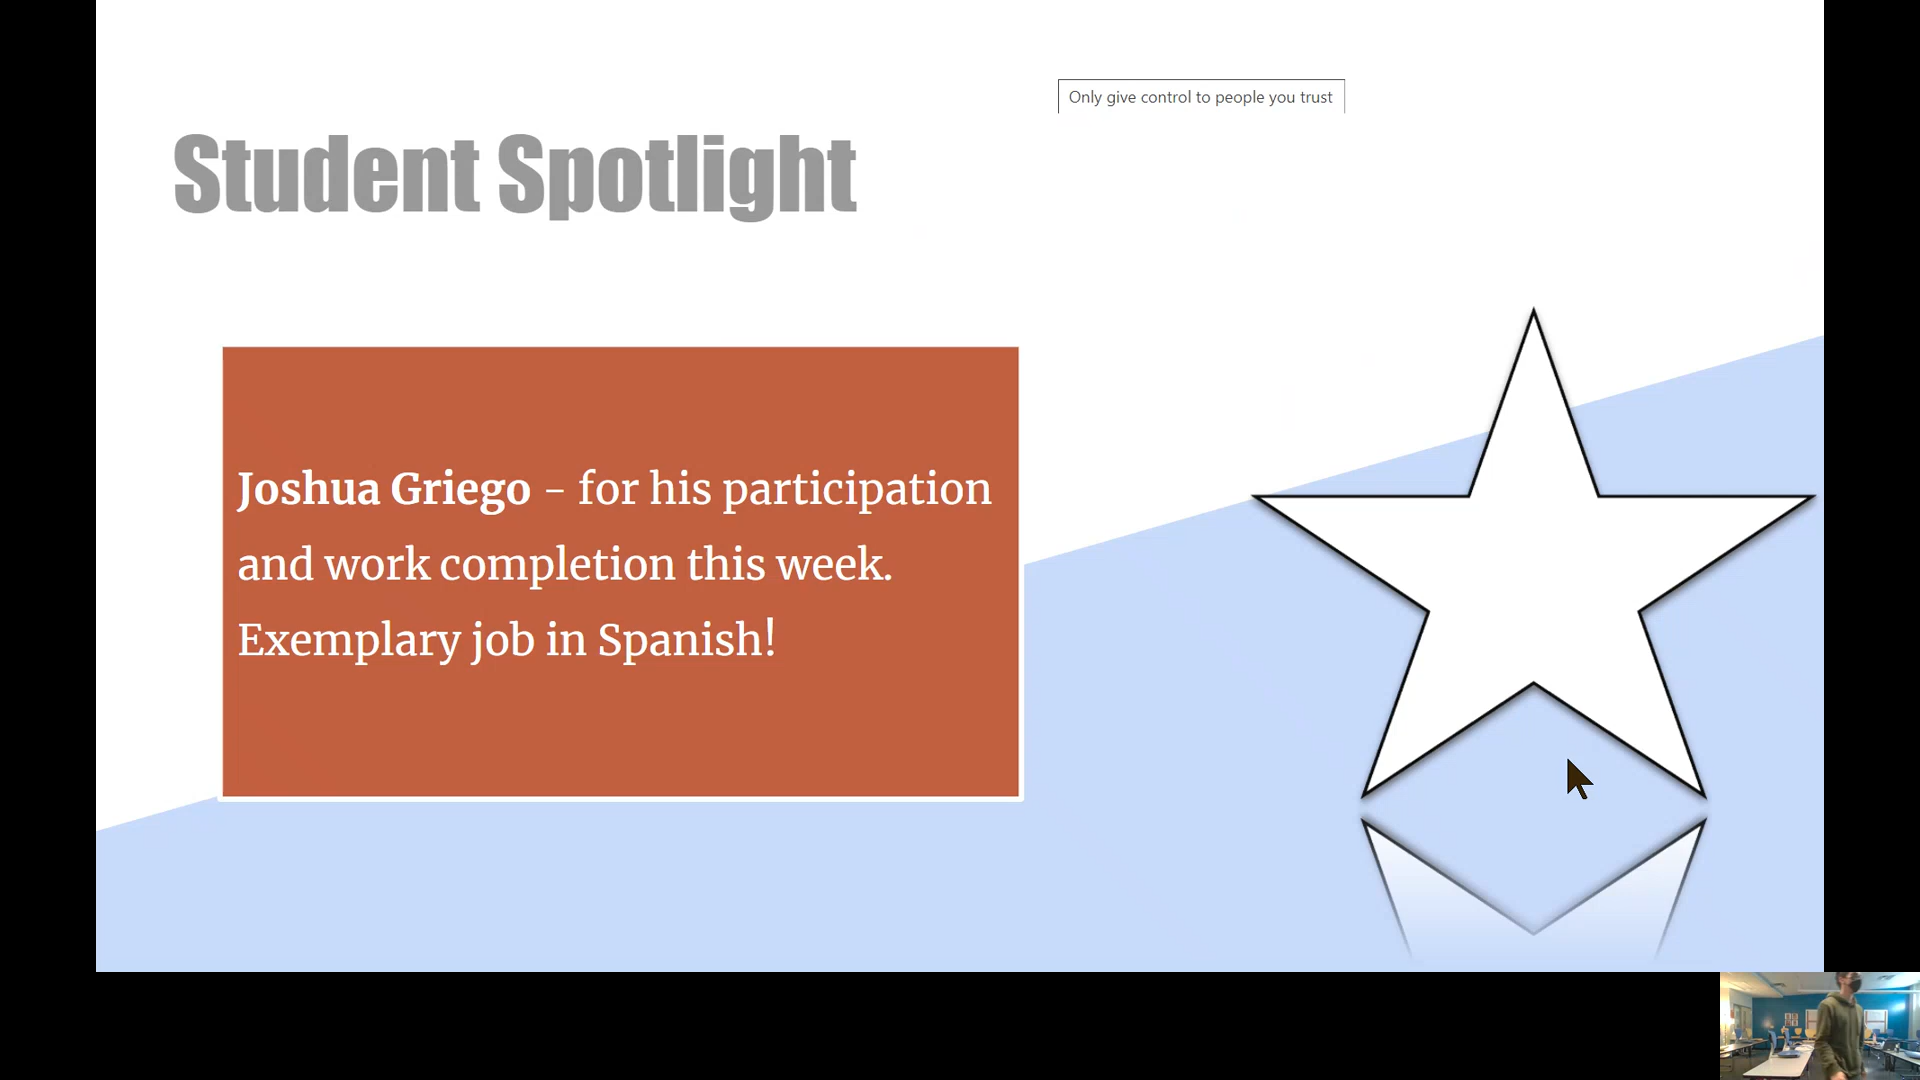 Only give control to people you trust
Student Spotlight
Joshua Griego - for his participation
and work completion this week.
Exemplary job in Spanish!